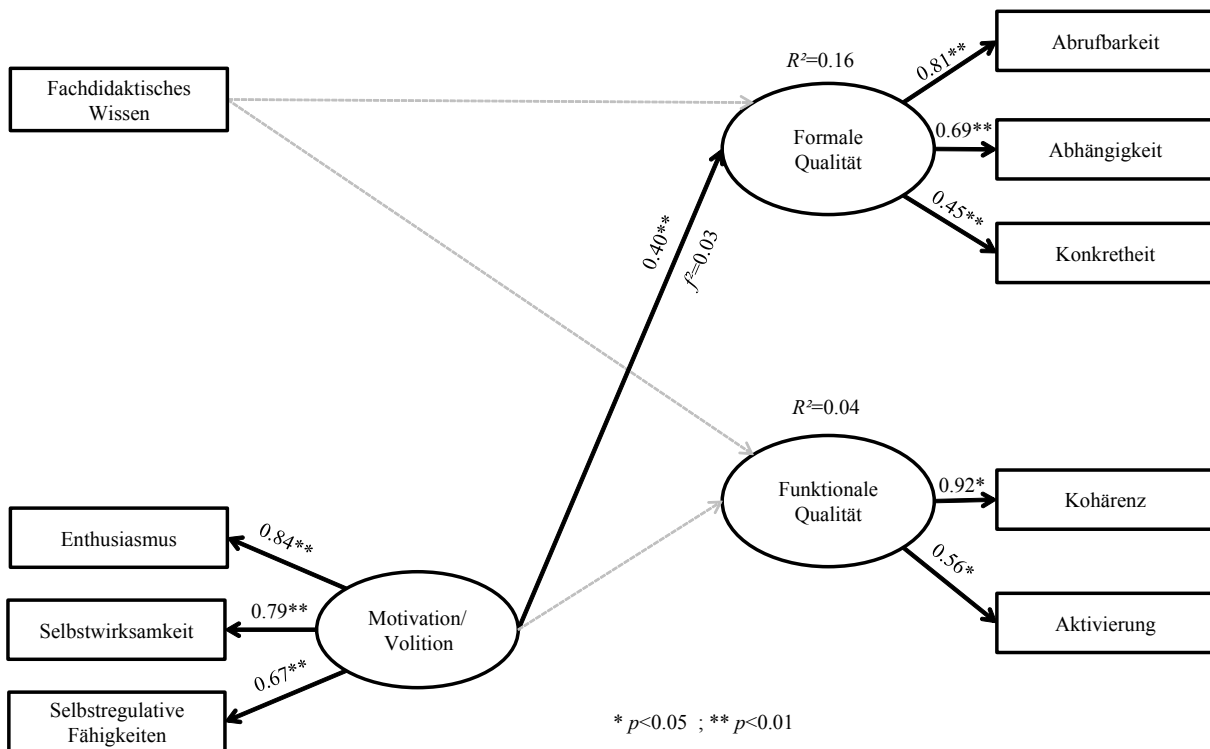 Fachdidaktisches
Wissen
R²=0.16
Formale
Qualität
0.81**
Abrufbarkeit
0.69**
Abhängigkeit
0.45**
Konkretheit
0.40**
f²=0.03
R²=0.04
Funktionale
Qualität
0.92*
Kohärenz
0.56*
Aktivierung
Enthusiasmus
0.84**
Selbstwirksamkeit
0.79**
Selbstregulative
Fähigkeiten
0.67**
Motivation/
Volition
* p<0.05 ; ** p<0.01